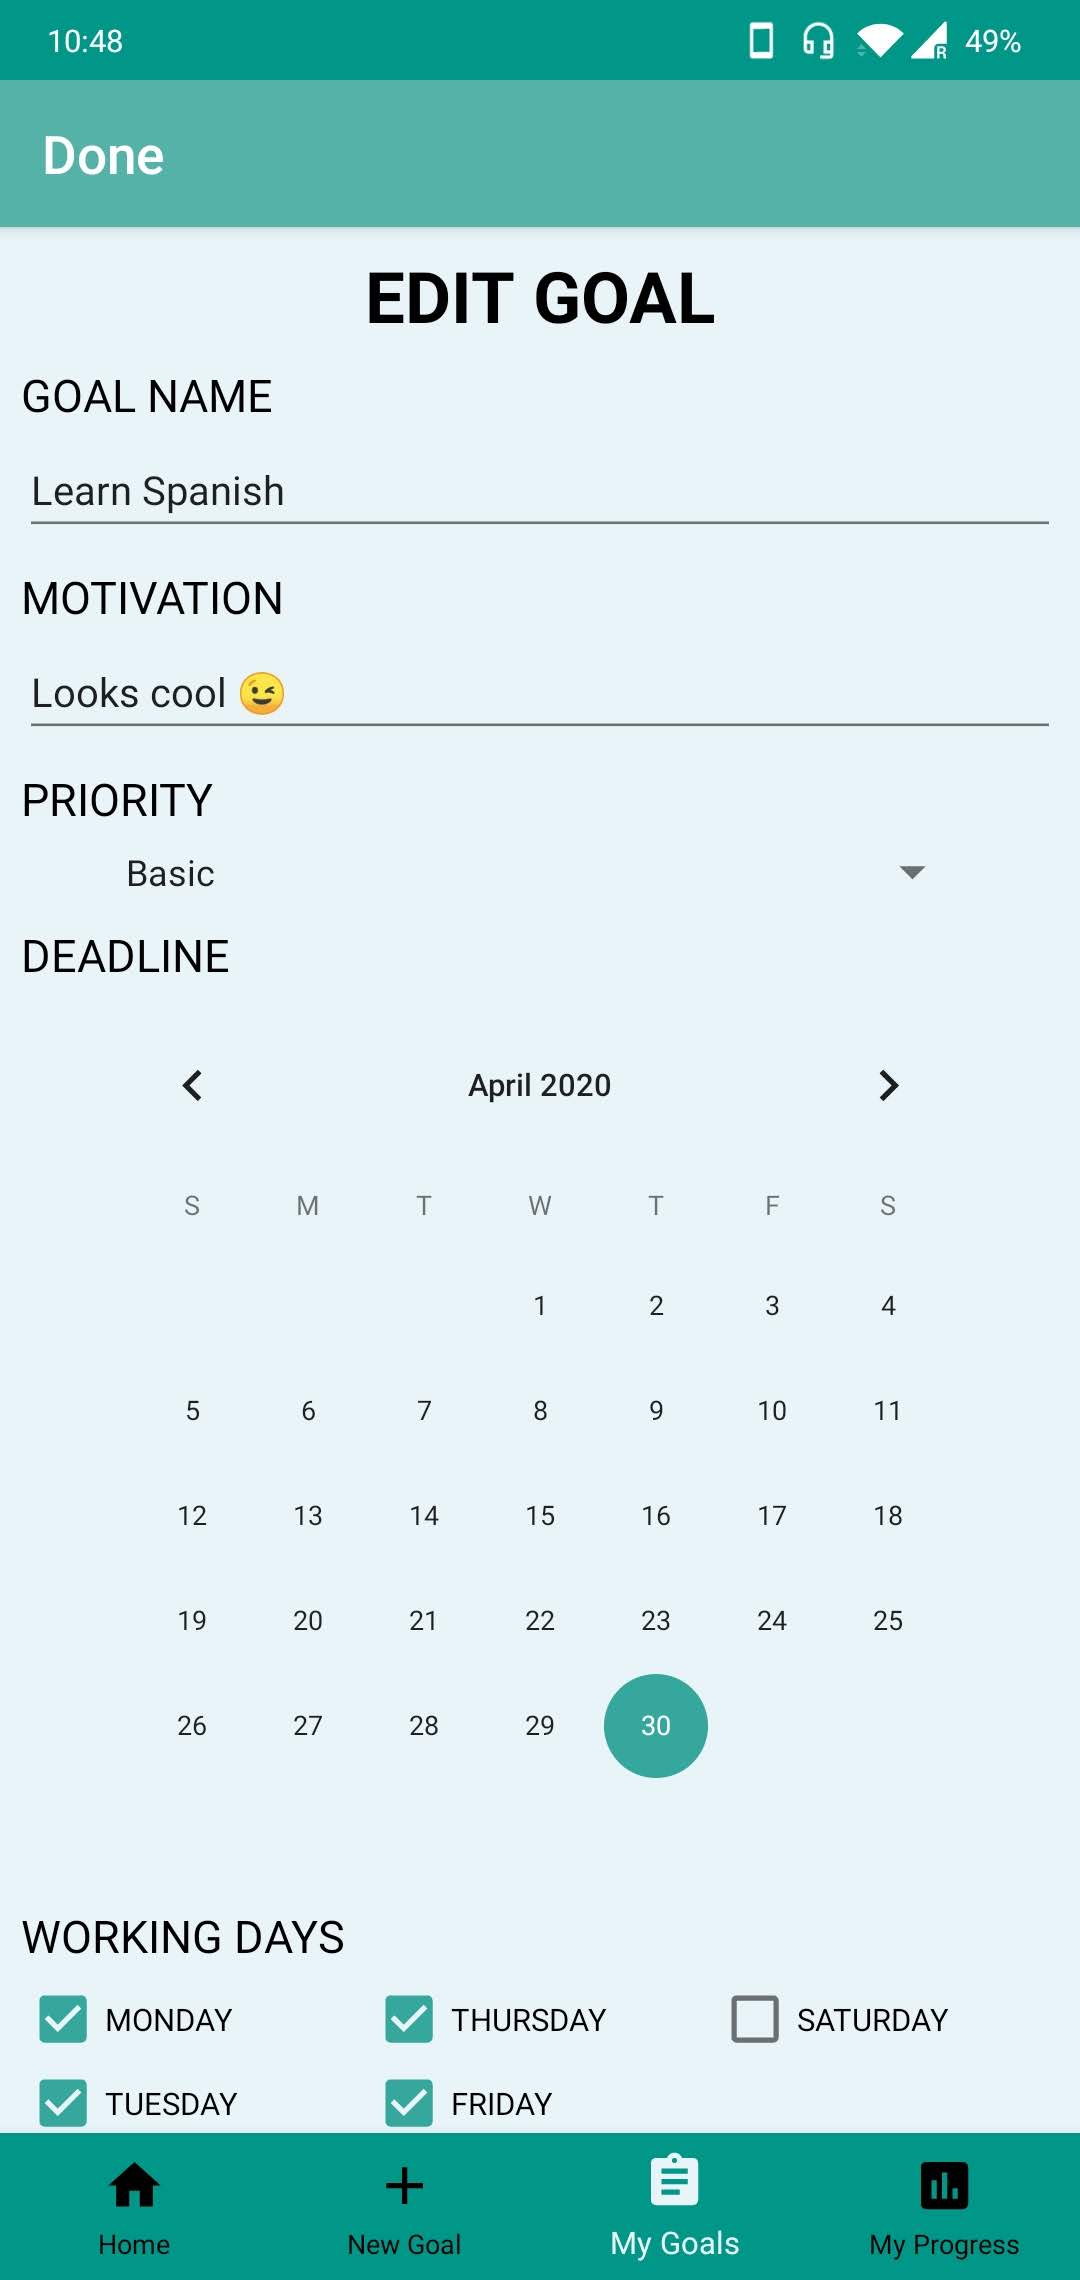 10:48 R 49%
Done
EDIT GOAL
GOAL NAME
Learn Spanish
MOTIVATION
Looks cool 😉
PRIORITY
Basic
DEADLINE
April 2020
S M T W T F S
1 2 3 4
5 6 7 8 9 10 11
12 13 14 15 16 17 18
19 20 21 22 23 24 25
26 27 28 29 30
WORKING DAYS
MONDAY THURSDAY SATURDAY
TUESDAY FRIDAY
Home New Goal My Goals My Progress